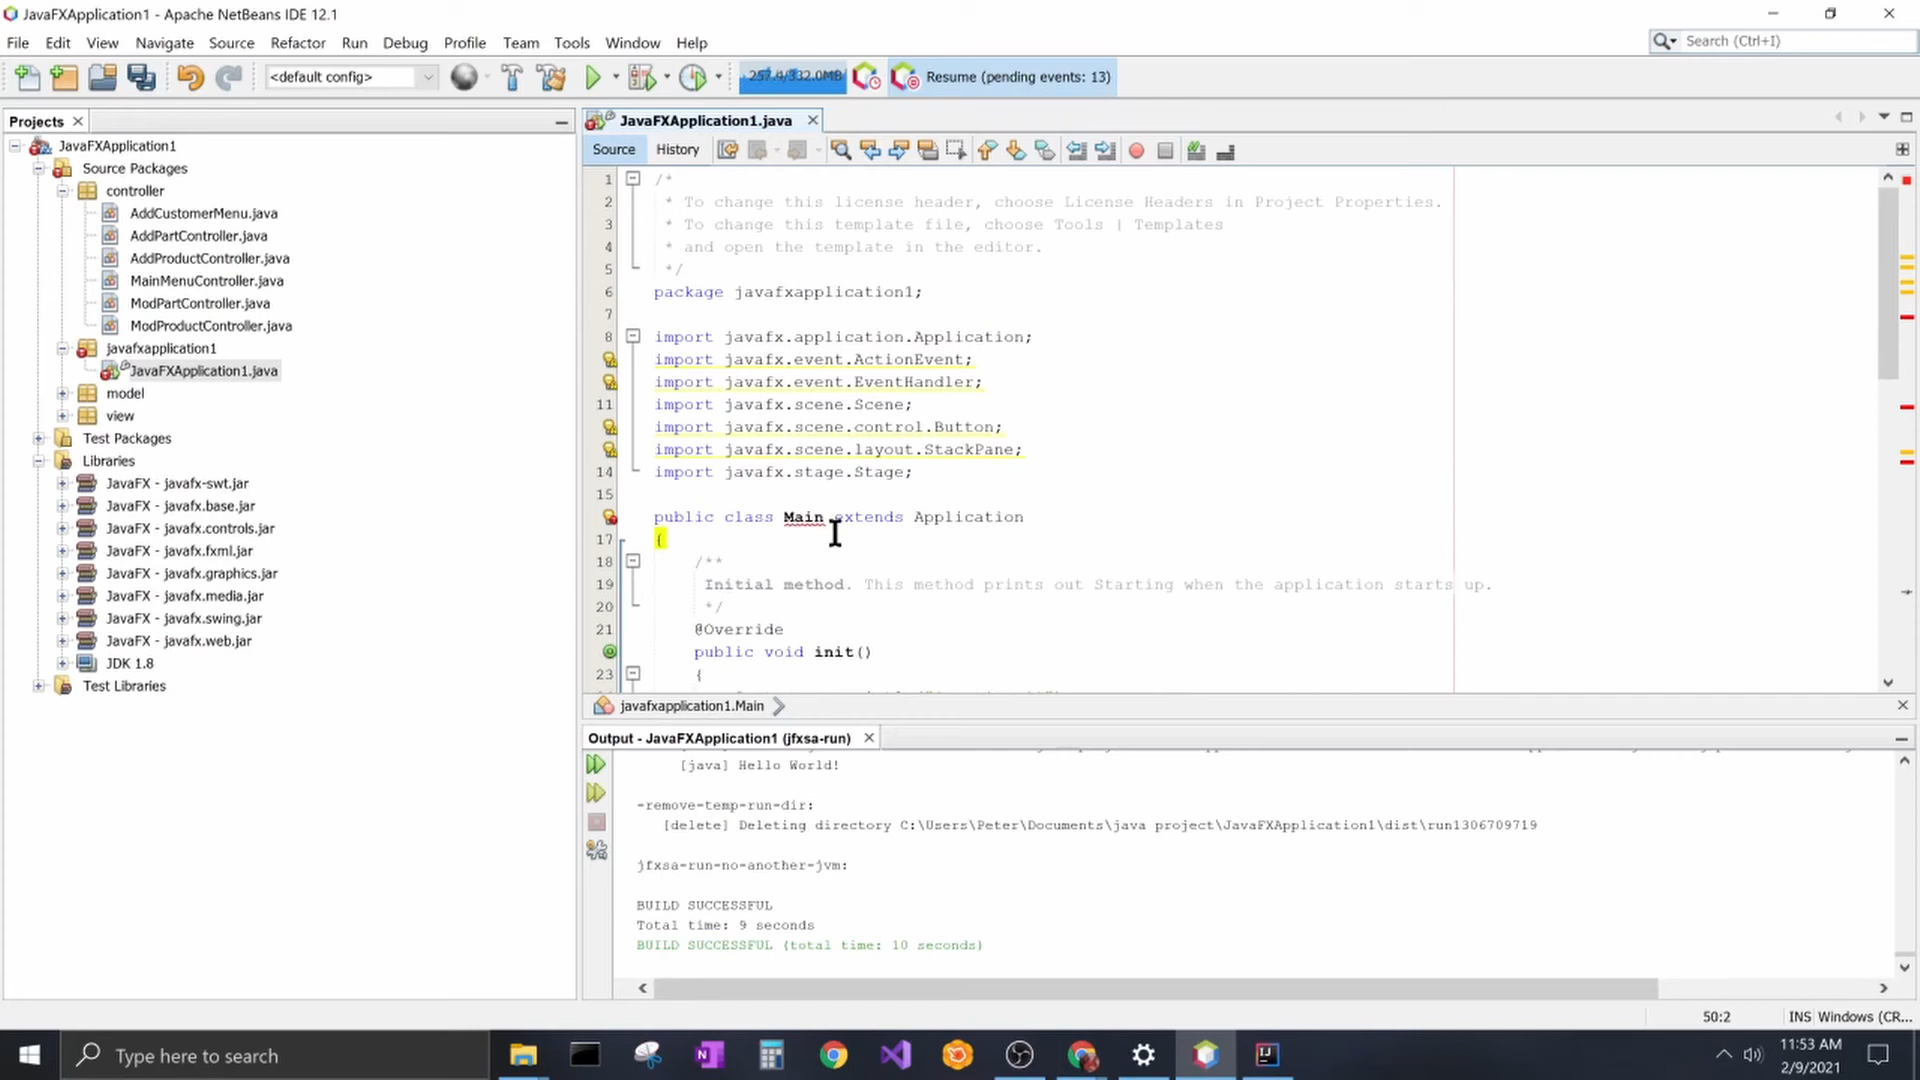 JavaFXApplication1 - Apache NetBeans IDE 12.1
File Edit View Navigate Source Refactor Run Debug Profile Team Tools Window Help
Search (Ctrl+I)
<default config>
257.4/332.0MB
Resume (pending events: 13)
Projects
JavaFXApplication1
Source Packages
controller
AddCustomerMenu.java
AddPartController.java
AddProductController.java
MainMenuController.java
ModPartController.java
ModProductController.java
javafxapplication1
JavaFXApplication1.java
model
view
Test Packages
Libraries
JavaFX - javafx-swt.jar
JavaFX - javafx.base.jar
JavaFX - javafx.controls.jar
JavaFX - javafx.fxml.jar
JavaFX - javafx.graphics.jar
JavaFX - javafx.media.jar
JavaFX - javafx.swing.jar
JavaFX - javafx.web.jar
JDK 1.8
Test Libraries
JavaFXApplication1.java
Source History
1 /*
2 * To change this license header, choose License Headers in Project Properties.
3 * To change this template file, choose Tools | Templates
4 * and open the template in the editor.
5 */
6 package javafxapplication1;
7
8 import javafx.application.Application;
import javafx.event.ActionEvent;
import javafx.event.EventHandler;
11 import javafx.scene.Scene;
import javafx.scene.control.Button;
import javafx.scene.layout.StackPane;
14 import javafx.stage.Stage;
15
public class Main extends Application
17 {
18 /**
19 Initial method. This method prints out Starting when the application starts up.
20 */
21 @Override
public void init()
23 {
javafxapplication1.Main
Output - JavaFXApplication1 (jfxsa-run)
[java] Hello World!
-remove-temp-run-dir:
[delete] Deleting directory C:\Users\Peter\Documents\java project\JavaFXApplication1\dist\run1306709719
jfxsa-run-no-another-jvm:
BUILD SUCCESSFUL
Total time: 9 seconds
BUILD SUCCESSFUL (total time: 10 seconds)
50:2 INS Windows (CR...
Type here to search
11:53 AM
2/9/2021